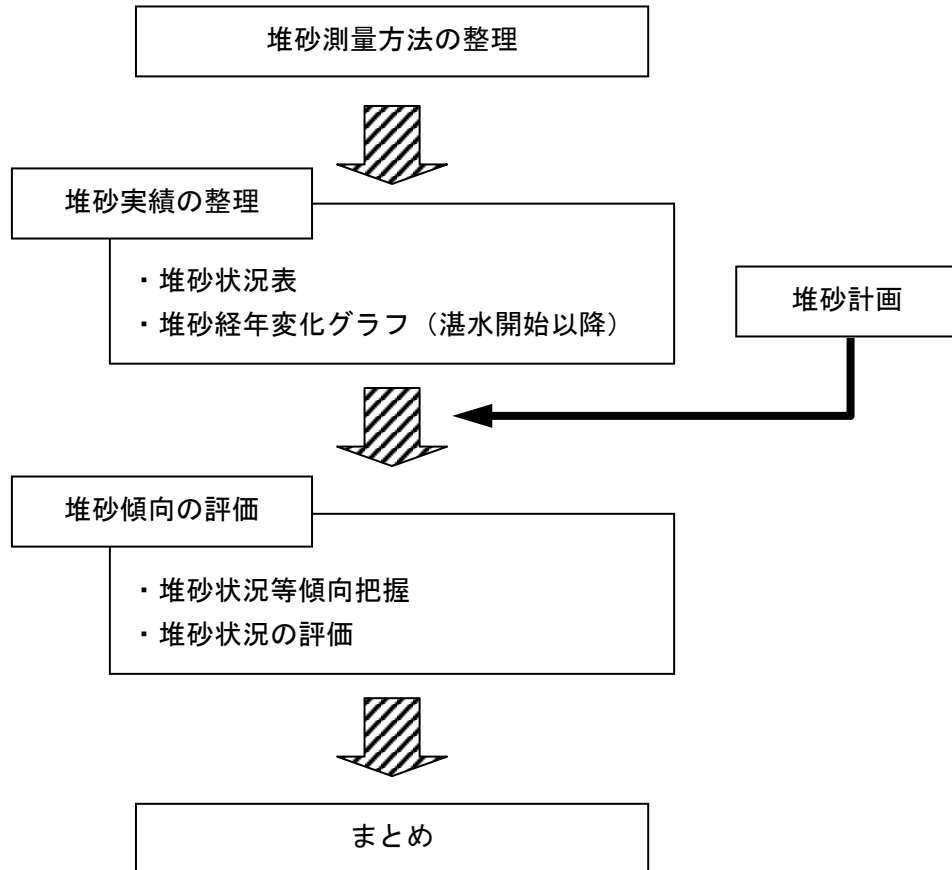 堆砂測量方法の整理
堆砂実績の整理
・堆砂状況表
・堆砂経年変化グラフ（湛水開始以降）
堆砂計画
堆砂傾向の評価
・堆砂状況等傾向把握
・堆砂状況の評価
まとめ